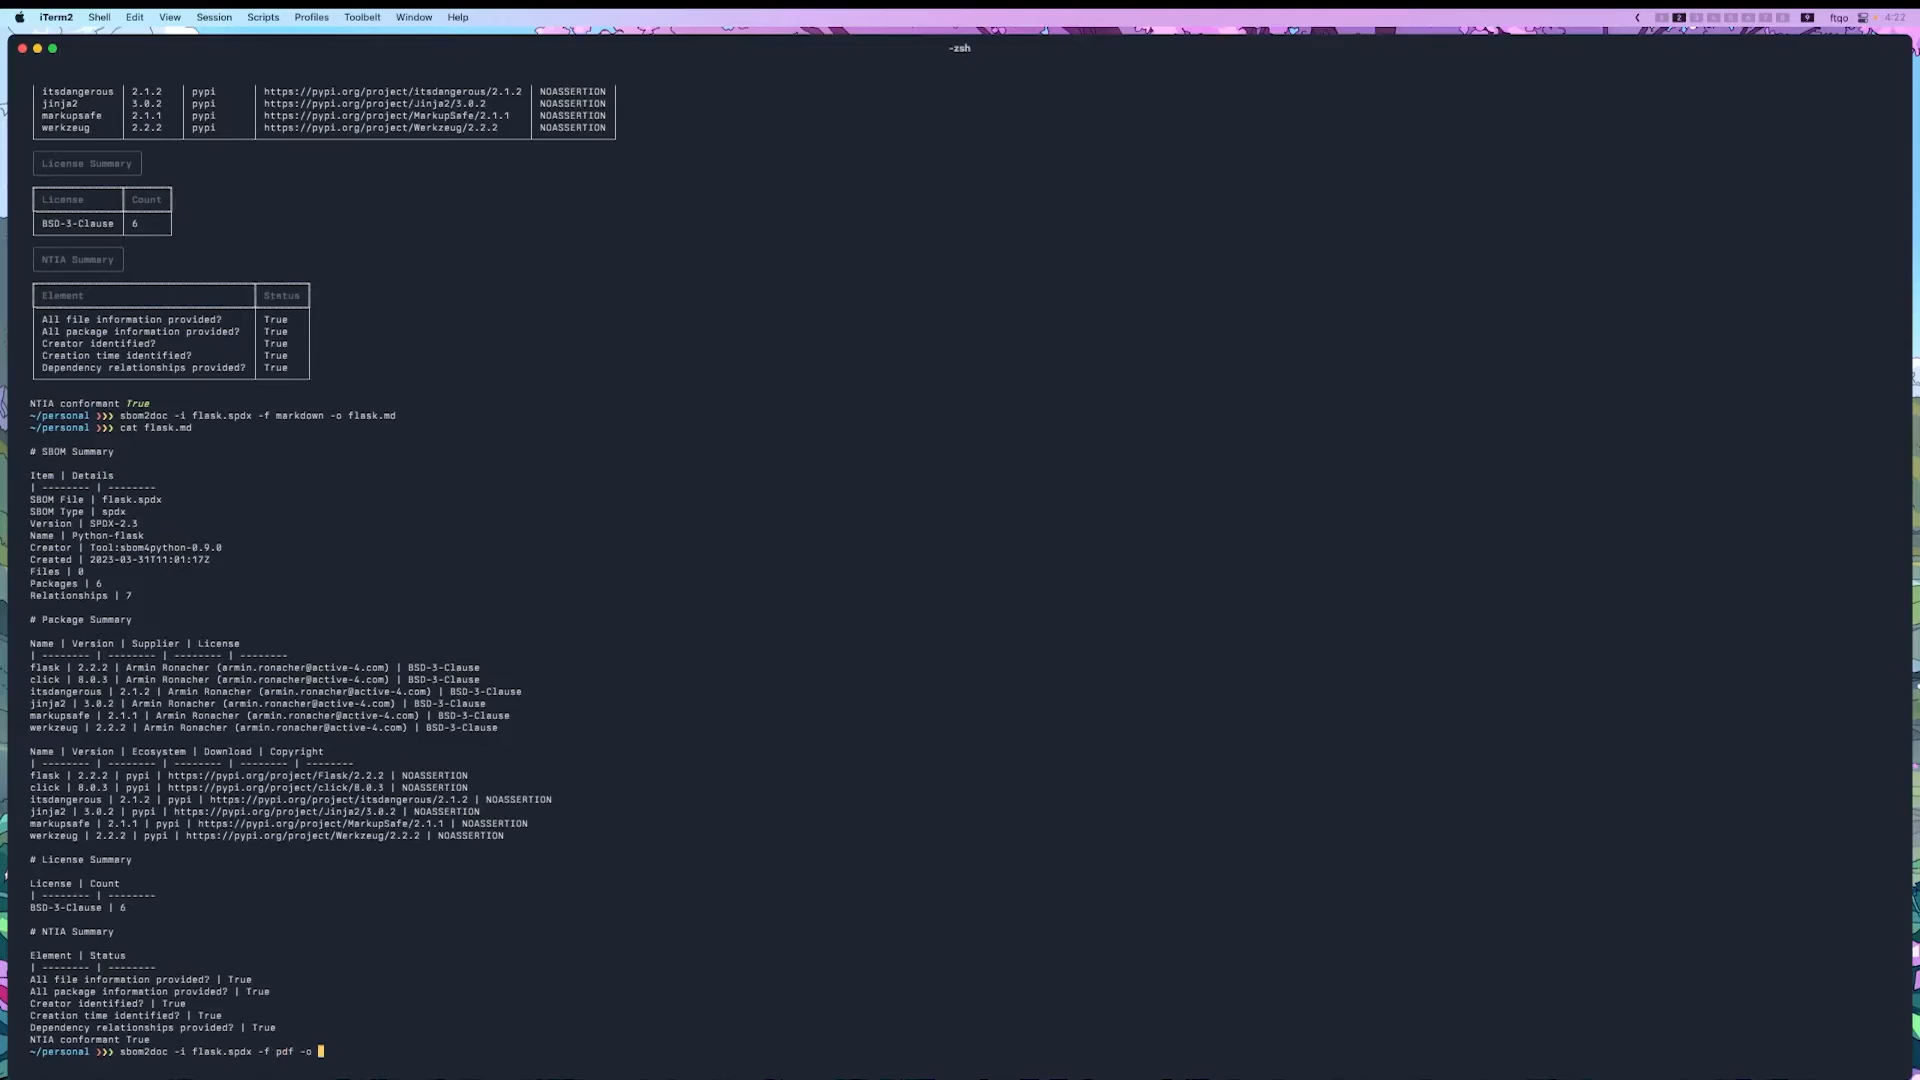 iTerm2 Shell Edit View Session Scripts Profiles Toolbelt Window Help ftqo 4:22
-zsh
itsdangerous 2.1.2 pypi https://pypi.org/project/itsdangerous/2.1.2 NOASSERTION
jinja2 3.0.2 pypi https://pypi.org/project/Jinja2/3.0.2 NOASSERTION
markupsafe 2.1.1 pypi https://pypi.org/project/MarkupSafe/2.1.1 NOASSERTION
werkzeug 2.2.2 pypi https://pypi.org/project/Werkzeug/2.2.2 NOASSERTION
License Summary
License Count
BSD-3-Clause 6
NTIA Summary
Element Status
All file information provided? True
All package information provided? True
Creator identified? True
Creation time identified? True
Dependency relationships provided? True
NTIA conformant True
~/personal ❯❯❯ sbom2doc -i flask.spdx -f markdown -o flask.md
~/personal ❯❯❯ cat flask.md
# SBOM Summary
Item | Details
| -------- | --------
SBOM File | flask.spdx
SBOM Type | spdx
Version | SPDX-2.3
Name | Python-flask
Creator | Tool:sbom4python-0.9.0
Created | 2023-03-31T11:01:17Z
Files | 0
Packages | 6
Relationships | 7
# Package Summary
Name | Version | Supplier | License
| -------- | -------- | -------- | --------
flask | 2.2.2 | Armin Ronacher (armin.ronacher@active-4.com) | BSD-3-Clause
click | 8.0.3 | Armin Ronacher (armin.ronacher@active-4.com) | BSD-3-Clause
itsdangerous | 2.1.2 | Armin Ronacher (armin.ronacher@active-4.com) | BSD-3-Clause
jinja2 | 3.0.2 | Armin Ronacher (armin.ronacher@active-4.com) | BSD-3-Clause
markupsafe | 2.1.1 | Armin Ronacher (armin.ronacher@active-4.com) | BSD-3-Clause
werkzeug | 2.2.2 | Armin Ronacher (armin.ronacher@active-4.com) | BSD-3-Clause
Name | Version | Ecosystem | Download | Copyright
| -------- | -------- | -------- | -------- | --------
flask | 2.2.2 | pypi | https://pypi.org/project/Flask/2.2.2 | NOASSERTION
click | 8.0.3 | pypi | https://pypi.org/project/click/8.0.3 | NOASSERTION
itsdangerous | 2.1.2 | pypi | https://pypi.org/project/itsdangerous/2.1.2 | NOASSERTION
jinja2 | 3.0.2 | pypi | https://pypi.org/project/Jinja2/3.0.2 | NOASSERTION
markupsafe | 2.1.1 | pypi | https://pypi.org/project/MarkupSafe/2.1.1 | NOASSERTION
werkzeug | 2.2.2 | pypi | https://pypi.org/project/Werkzeug/2.2.2 | NOASSERTION
# License Summary
License | Count
| -------- | --------
BSD-3-Clause | 6
# NTIA Summary
Element | Status
| -------- | --------
All file information provided? | True
All package information provided? | True
Creator identified? | True
Creation time identified? | True
Dependency relationships provided? | True
NTIA conformant True
~/personal ❯❯❯ sbom2doc -i flask.spdx -f pdf -o